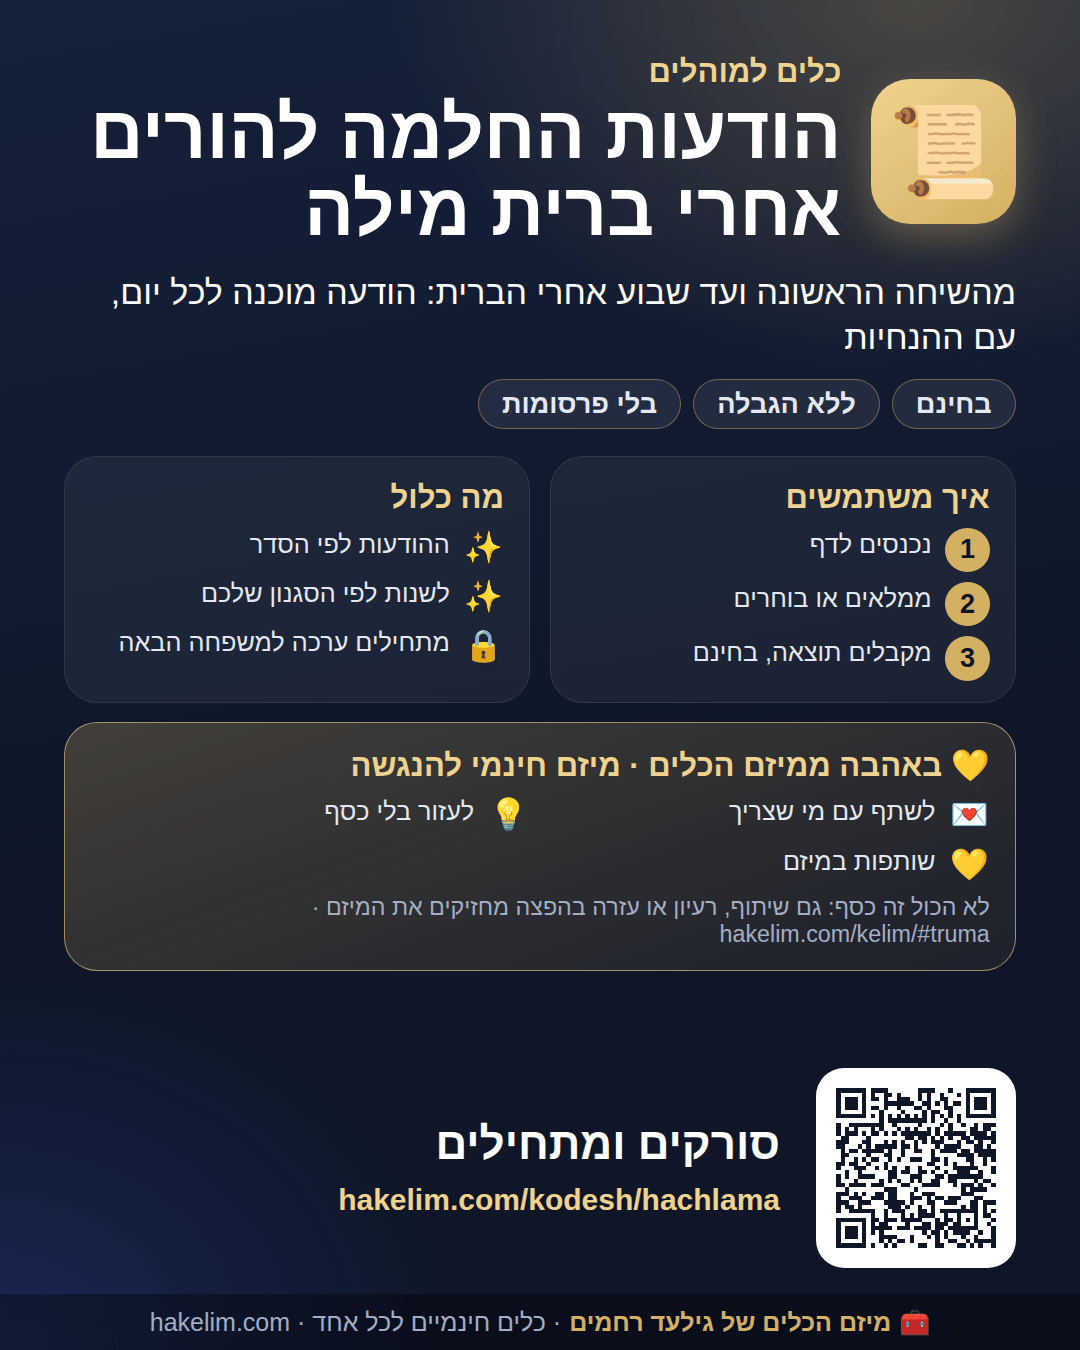 כלים למוהלים
הודעות החלמה להורים
אחרי ברית מילה
מהשיחה הראשונה ועד שבוע אחרי הברית: הודעה מוכנה לכל יום,
עם ההנחיות
בחינם
ללא הגבלה
בלי פרסומות
איך משתמשים
1 נכנסים לדף
2 ממלאים או בוחרים
3 מקבלים תוצאה, בחינם
מה כלול
✨ ההודעות לפי הסדר
✨ לשנות לפי הסגנון שלכם
🔒 מתחילים ערכה למשפחה הבאה
💛 באהבה ממיזם הכלים · מיזם חינמי להנגשה
💌 לשתף עם מי שצריך
💡 לעזור בלי כסף
💛 שותפות במיזם
לא הכול זה כסף: גם שיתוף, רעיון או עזרה בהפצה מחזיקים את המיזם ·
hakelim.com/kelim/#truma
סורקים ומתחילים
hakelim.com/kodesh/hachlama
🧰 מיזם הכלים של גילעד רחמים · כלים חינמיים לכל אחד · hakelim.com